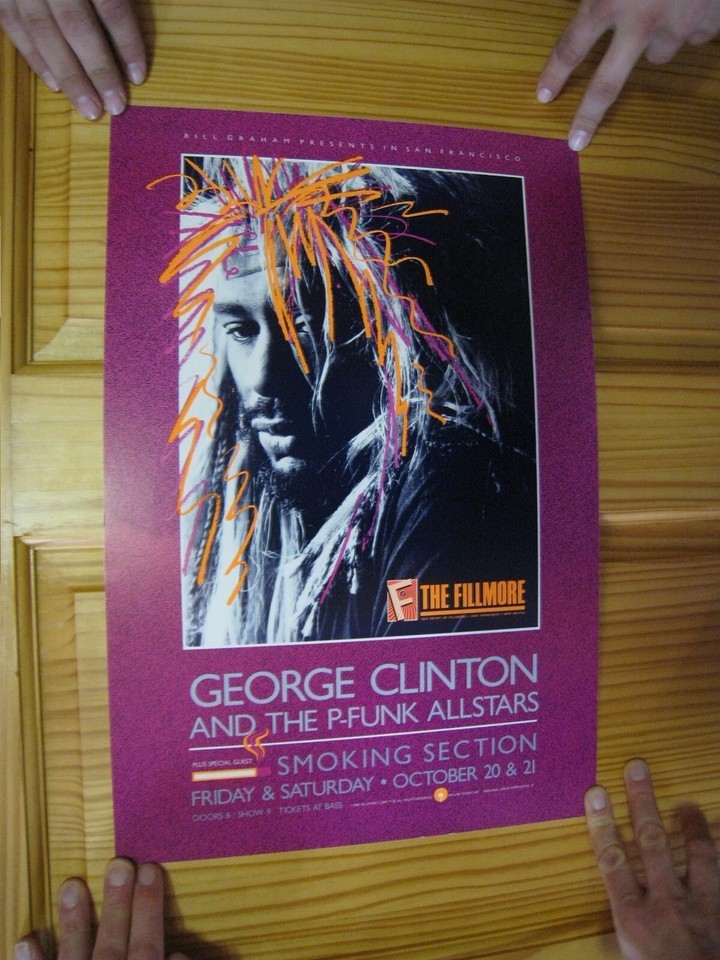 BILL GRAHAM PRESENTS IN SAN FRANCISCO
F THE FILLMORE
GEORGE CLINTON
AND THE P-FUNK ALLSTARS
PLUS SPECIAL GUEST SMOKING SECTION
FRIDAY & SATURDAY • OCTOBER 20 & 21
DOORS 8 SHOW 9 TICKETS AT BASS